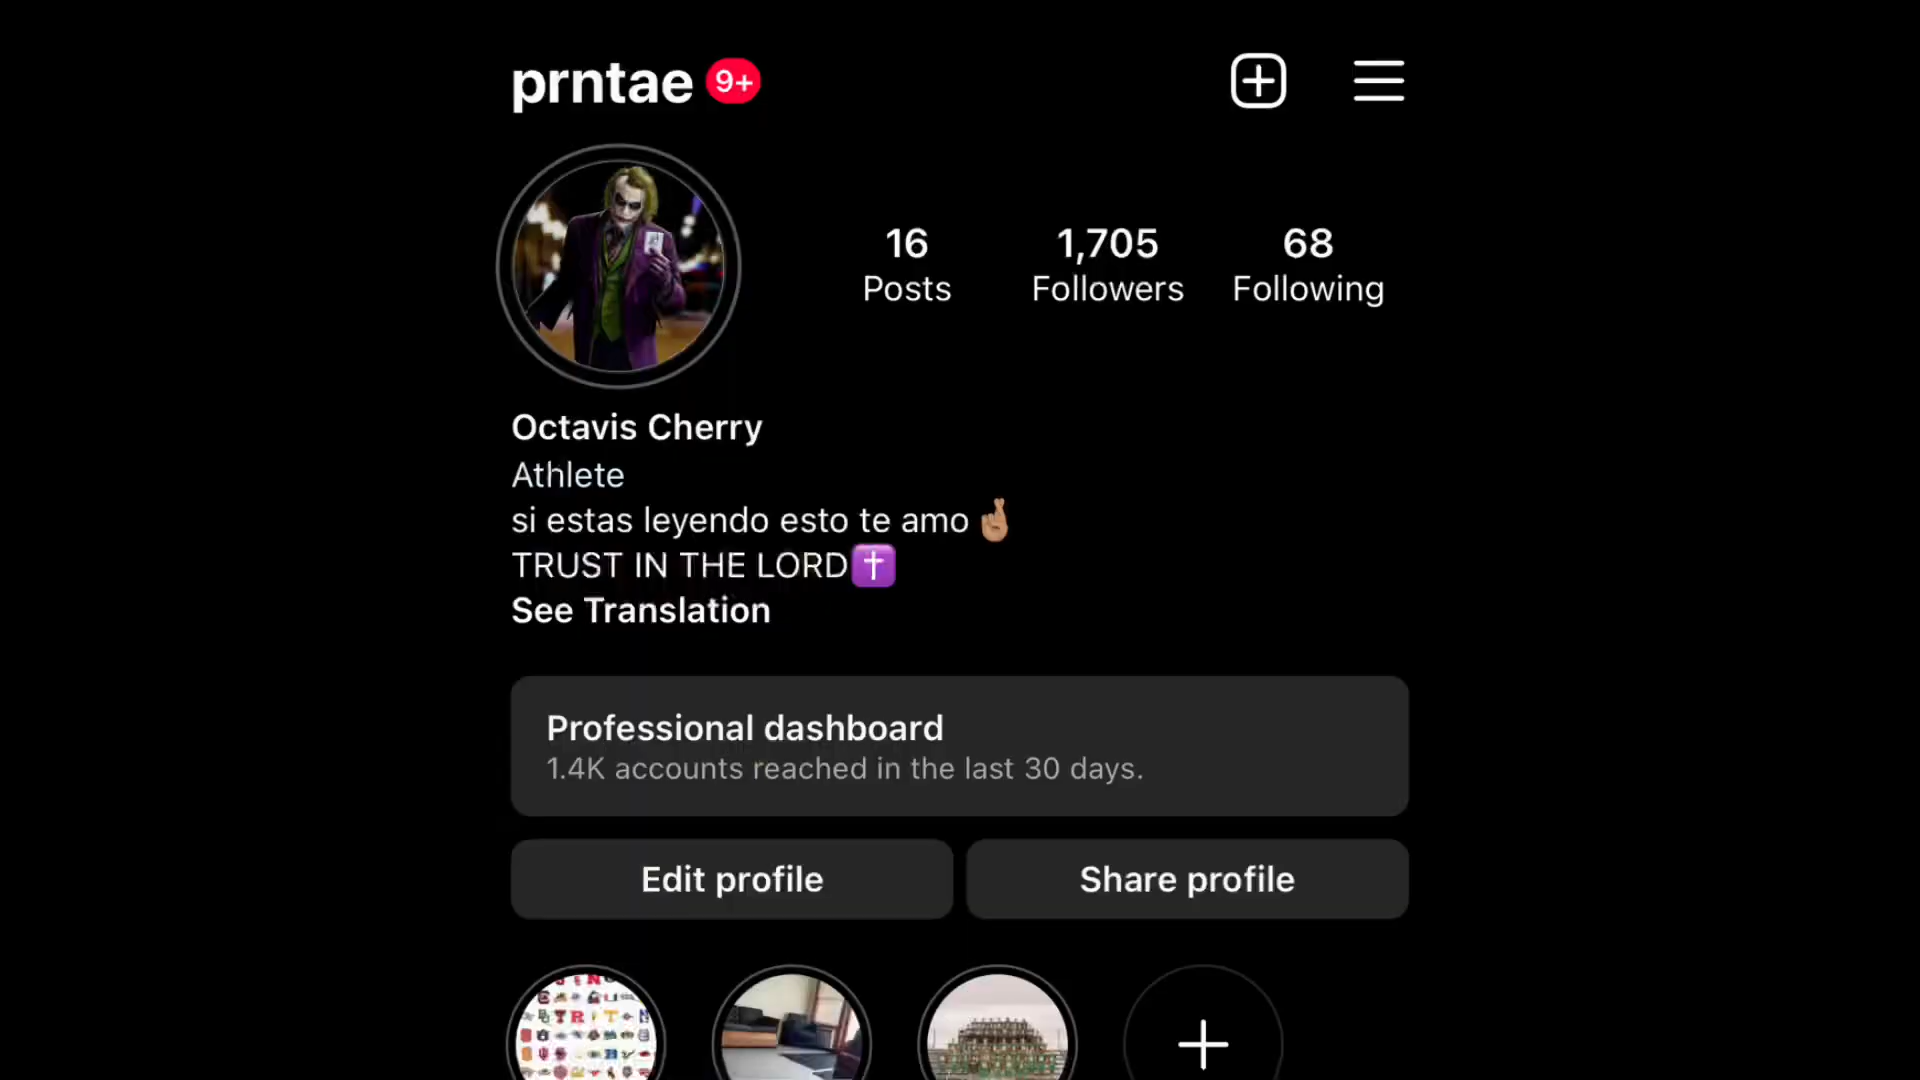 prntae 9+
16 1,705 68
Posts Followers Following
Octavis Cherry
Athlete
si estas leyendo esto te amo🤞🏽
TRUST IN THE LORD✝️
See Translation
Professional dashboard
1.4K accounts reached in the last 30 days.
Edit profile Share profile